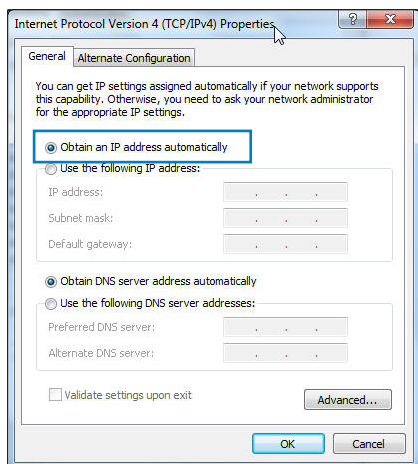 Internet Protocol Version 4 (TCP/IPv4) Properties
General
Alternate Configuration
You can get IP settings assigned automatically if your network supports
this capability. Otherwise, you need to ask your network administrator
for the appropriate IP settings.
Obtain an IP address automatically
Use the following IP address:
IP address:
Subnet mask:
Default gateway:
Obtain DNS server address automatically
Use the following DNS server addresses:
Preferred DNS server:
Alternate DNS server:
Validate settings upon exit
Advanced...
OK
Cancel